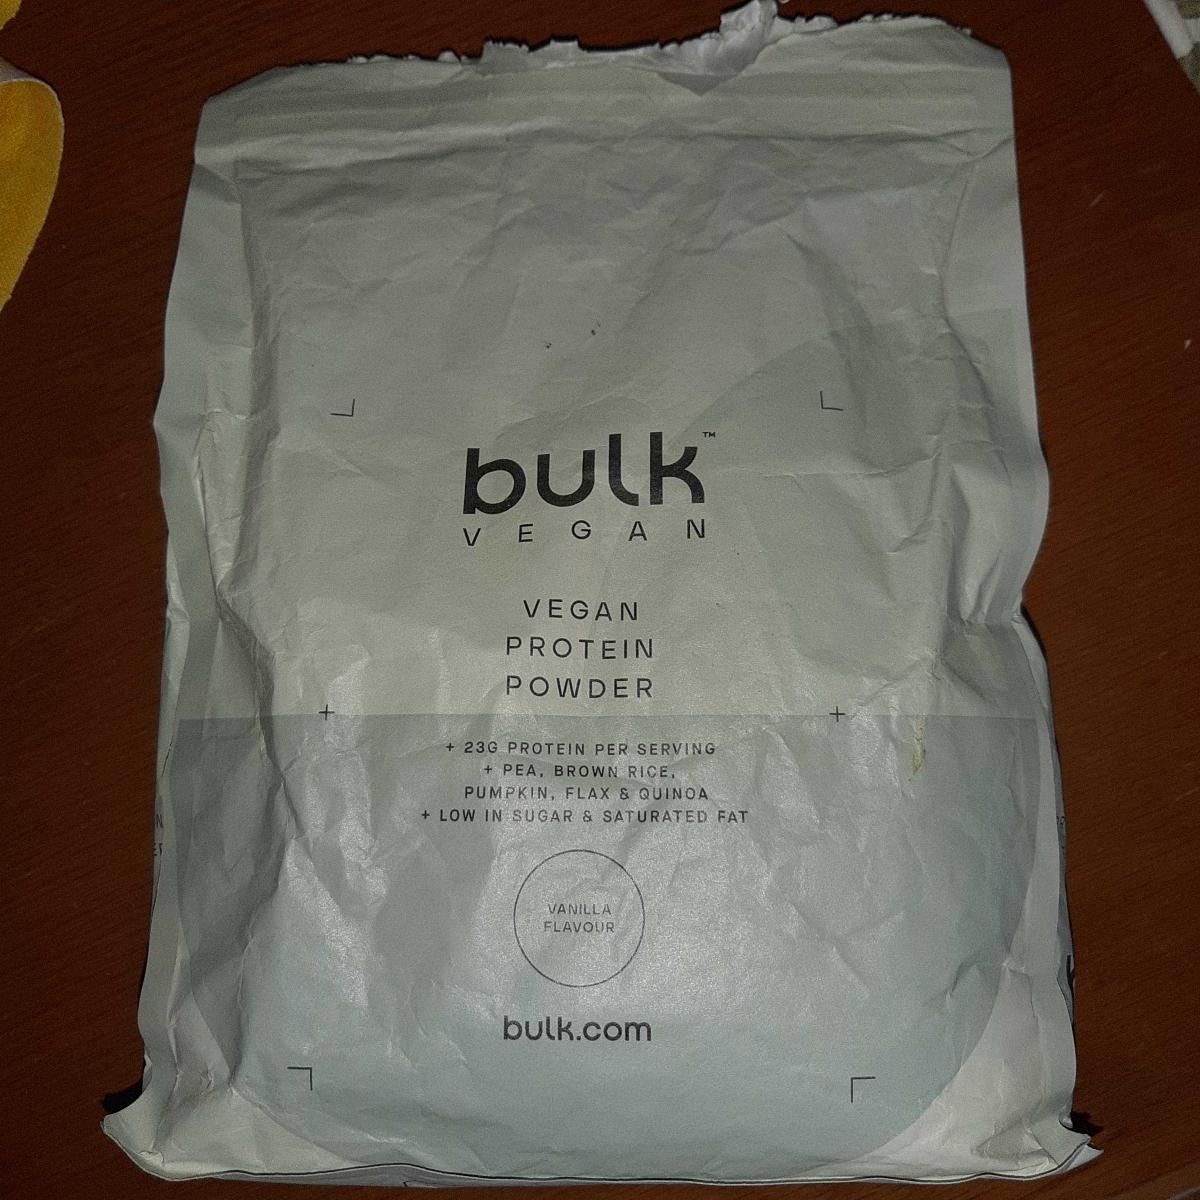 bulk™
VEGAN
VEGAN
PROTEIN
POWDER
+ 23G PROTEIN PER SERVING
+ PEA, BROWN RICE,
PUMPKIN, FLAX & QUINOA
+ LOW IN SUGAR & SATURATED FAT
VANILLA
FLAVOUR
bulk.com